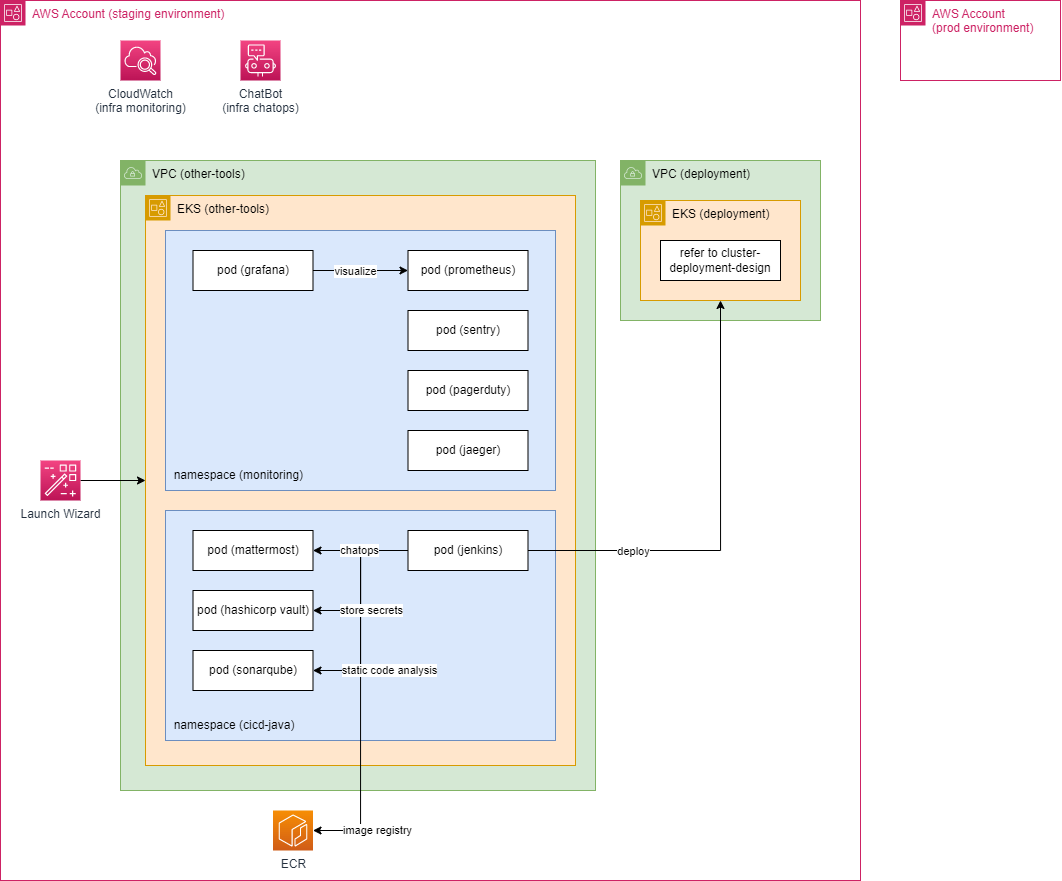 AWS Account (staging environment)
AWS Account
(prod environment)
CloudWatch
(infra monitoring)
ChatBot
(infra chatops)
VPC (other-tools)
VPC (deployment)
EKS (other-tools)
EKS (deployment)
refer to cluster-
deployment-design
pod (grafana)
visualize
pod (prometheus)
pod (sentry)
pod (pagerduty)
pod (jaeger)
namespace (monitoring)
Launch Wizard
pod (mattermost)
chatops
pod (jenkins)
deploy
pod (hashicorp vault)
store secrets
pod (sonarqube)
static code analysis
namespace (cicd-java)
image registry
ECR